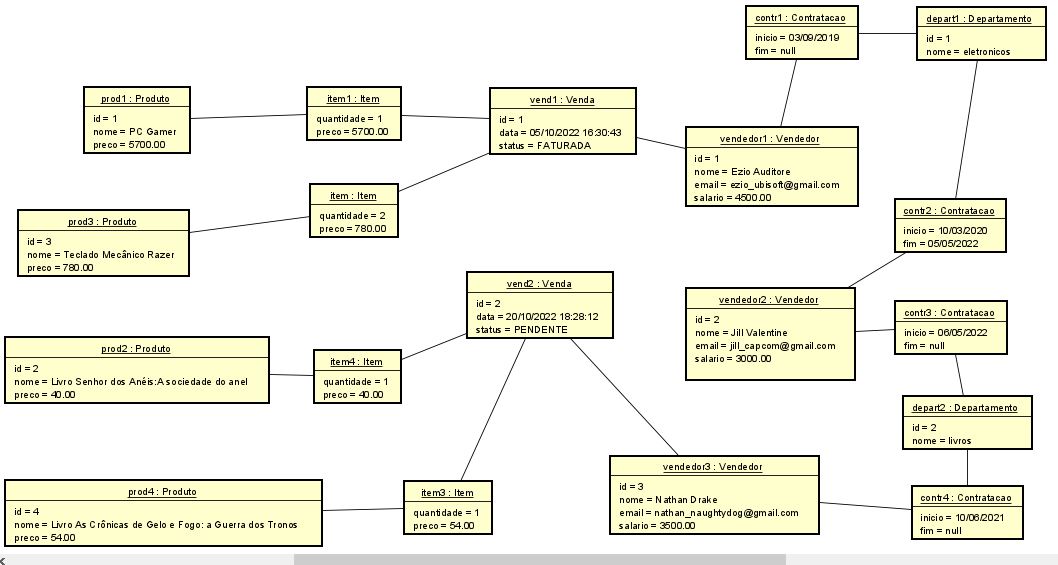 contr1 : Contratacao
inicio = 03/09/2019
fim = null
depart1 : Departamento
id = 1
nome = eletronicos
prod1 : Produto
id = 1
nome = PC Gamer
preco = 5700.00
item1 : Item
quantidade = 1
preco = 5700.00
vend1 : Venda
id = 1
data = 05/10/2022 16:30:43
status = FATURADA
vendedor1 : Vendedor
id = 1
nome = Ezio Auditore
email = ezio_ubisoft@gmail.com
salario = 4500.00
prod3 : Produto
id = 3
nome = Teclado Mecânico Razer
preco = 780.00
item : Item
quantidade = 2
preco = 780.00
contr2 : Contratacao
inicio = 10/03/2020
fim = 05/05/2022
vend2 : Venda
id = 2
data = 20/10/2022 18:28:12
status = PENDENTE
vendedor2 : Vendedor
id = 2
nome = Jill Valentine
email = jill_capcom@gmail.com
salario = 3000.00
contr3 : Contratacao
inicio = 06/05/2022
fim = null
prod2 : Produto
id = 2
nome = Livro Senhor dos Anéis:A sociedade do anel
preco = 40.00
item4 : Item
quantidade = 1
preco = 40.00
depart2 : Departamento
id = 2
nome = livros
prod4 : Produto
id = 4
nome = Livro As Crônicas de Gelo e Fogo: a Guerra dos Tronos
preco = 54.00
item3 : Item
quantidade = 1
preco = 54.00
vendedor3 : Vendedor
id = 3
nome = Nathan Drake
email = nathan_naughtydog@gmail.com
salario = 3500.00
contr4 : Contratacao
inicio = 10/06/2021
fim = null